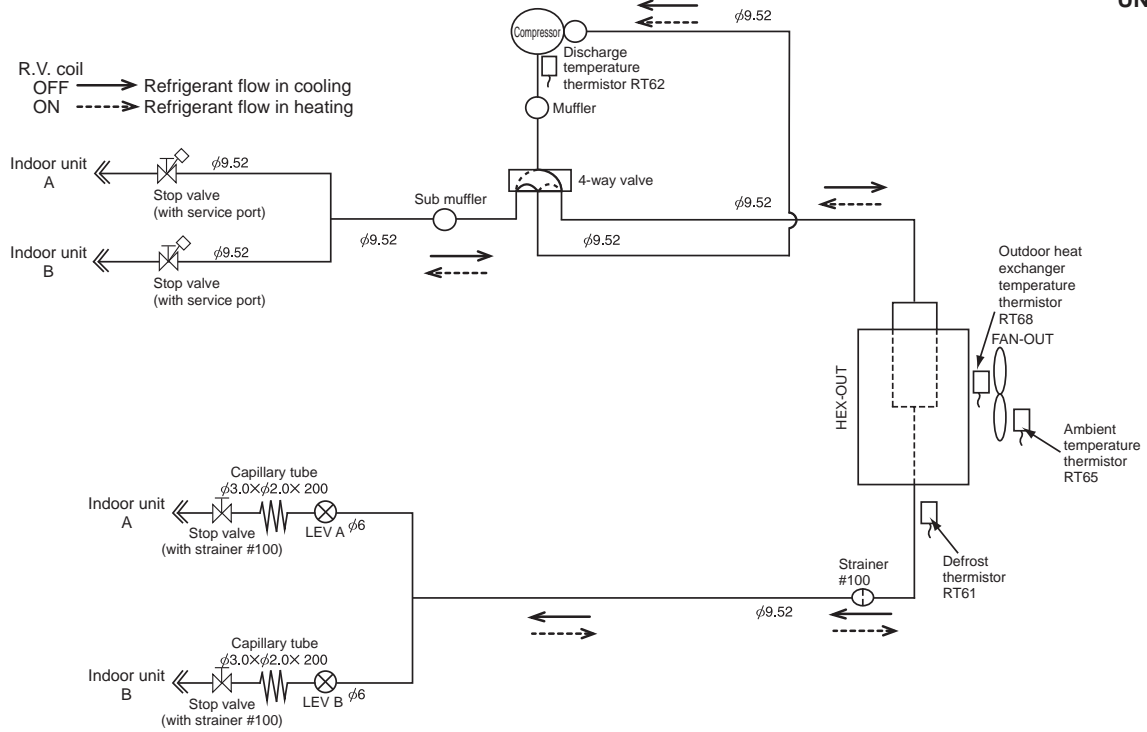 UN
R.V. coil
OFF Refrigerant flow in cooling
ON Refrigerant flow in heating
Compressor
ϕ9.52
Discharge
temperature
thermistor RT62
Muffler
4-way valve
Indoor unit
A
ϕ9.52
Stop valve
(with service port)
Sub muffler
ϕ9.52
ϕ9.52
ϕ9.52
Indoor unit
B
ϕ9.52
Stop valve
(with service port)
Outdoor heat
exchanger
temperature
thermistor
RT68
FAN-OUT
HEX-OUT
Ambient
temperature
thermistor
RT65
Defrost
thermistor
RT61
Strainer
#100
ϕ9.52
Indoor unit
A
Capillary tube
ϕ3.0×ϕ2.0× 200
Stop valve
(with strainer #100)
LEV A
ϕ6
Indoor unit
B
Capillary tube
ϕ3.0×ϕ2.0× 200
Stop valve
(with strainer #100)
LEV B
ϕ6